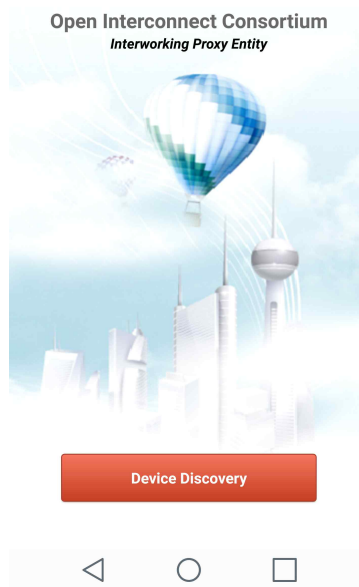 Open Interconnect Consortium
Interworking Proxy Entity
Device Discovery